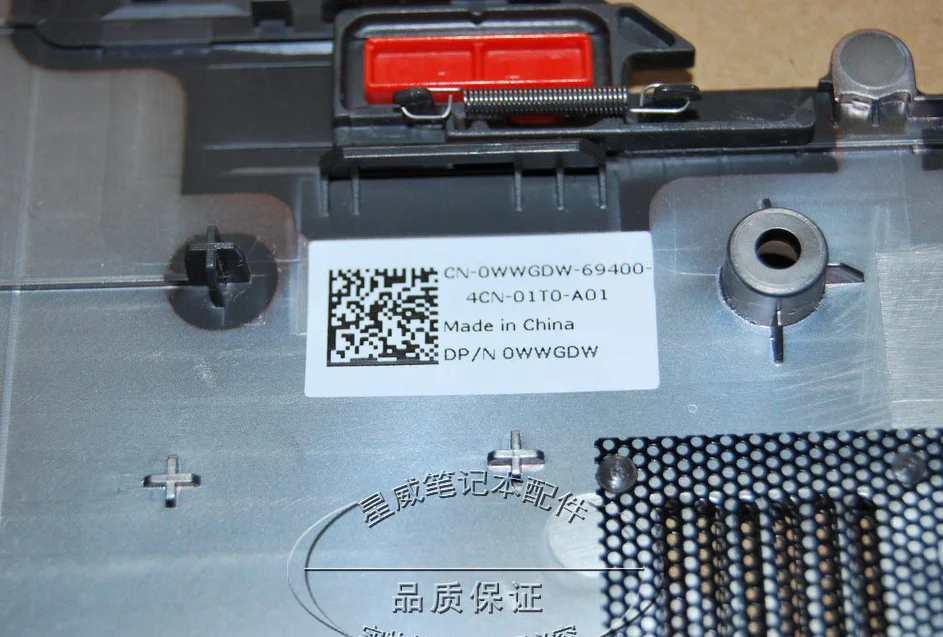 CN-0WWGDW-69400-
4CN-01T0-A01
Made in China
DP/N 0WWGDW
星威笔记本配件
品质保证